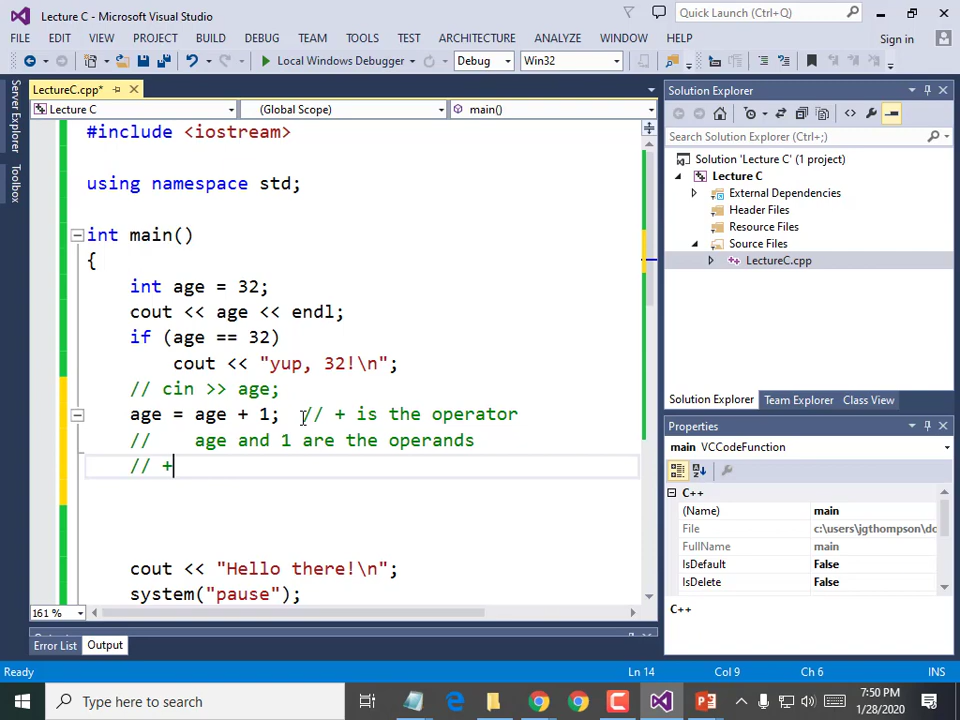 Lecture C - Microsoft Visual Studio
Quick Launch (Ctrl+Q)
FILE EDIT VIEW PROJECT BUILD DEBUG TEAM TOOLS TEST ARCHITECTURE ANALYZE WINDOW HELP
Sign in
Local Windows Debugger Debug Win32
Server Explorer
Toolbox
LectureC.cpp*
Lecture C (Global Scope) main()
#include <iostream>
using namespace std;
int main()
{
int age = 32;
cout << age << endl;
if (age == 32)
cout << "yup, 32!\n";
// cin >> age;
age = age + 1; // + is the operator
// age and 1 are the operands
// +
cout << "Hello there!\n";
system("pause");
161 %
Error List Output
Solution Explorer
Search Solution Explorer (Ctrl+;)
Solution 'Lecture C' (1 project)
Lecture C
External Dependencies
Header Files
Resource Files
Source Files
LectureC.cpp
Solution Explorer Team Explorer Class View
Properties
main VCCodeFunction
C++
(Name) main
File c:\users\jgthompson\dc
FullName main
IsDefault False
IsDelete False
C++
Ready Ln 14 Col 9 Ch 6 INS
Type here to search
7:50 PM
1/28/2020